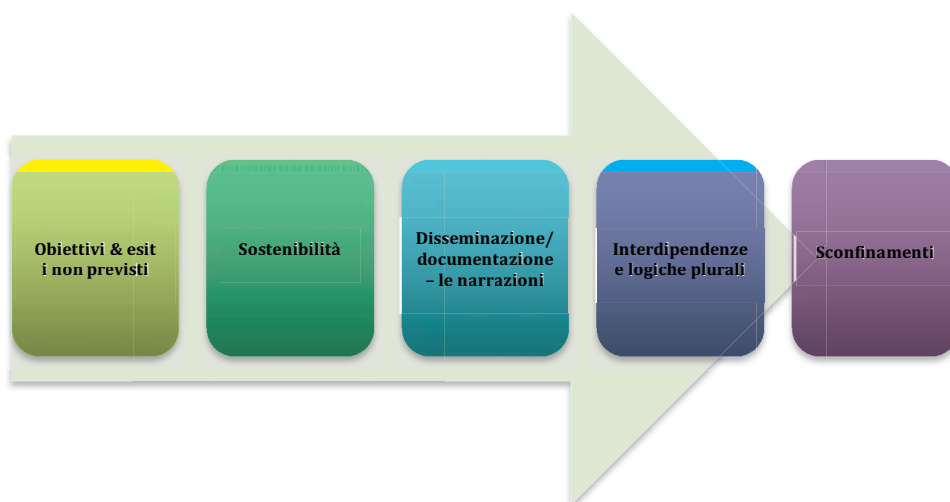 Obiettivi & esit
i non previsti
Sostenibilità
Disseminazione/
documentazione
– le narrazioni
Interdipendenze
e logiche plurali
Sconfinamenti